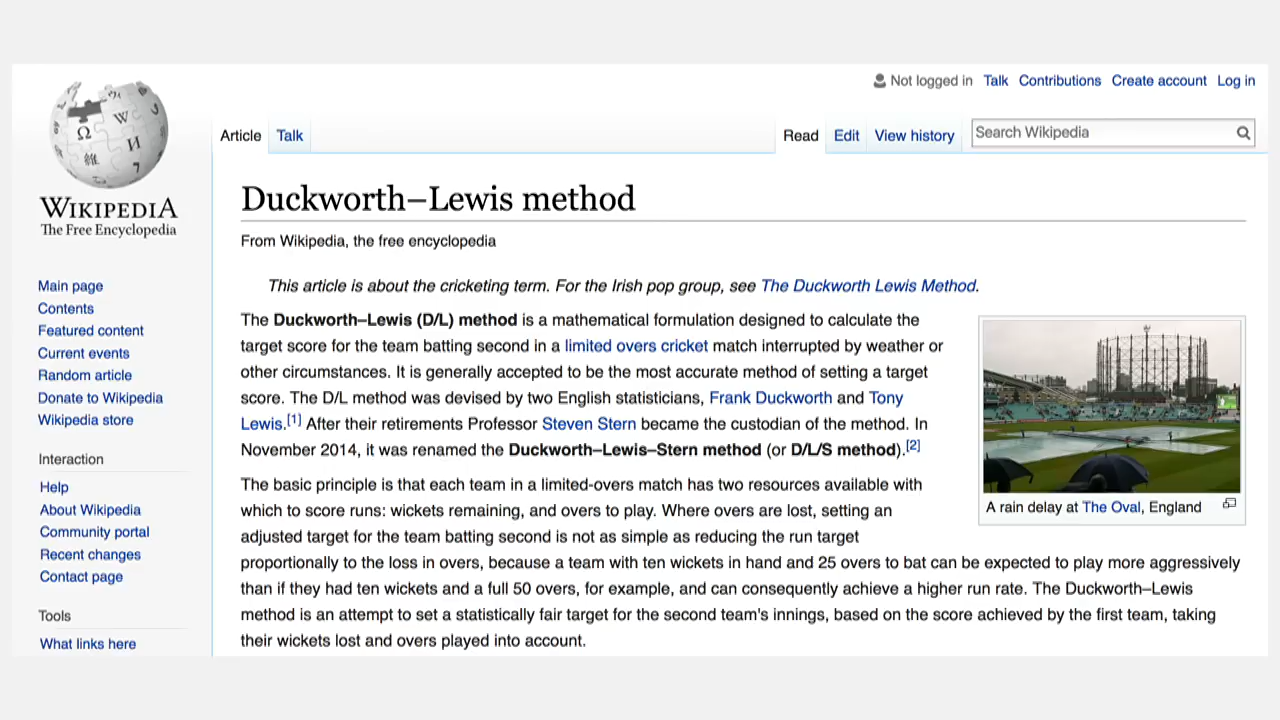 Not logged in Talk Contributions Create account Log in
Article Talk Read Edit View history Search Wikipedia
WIKIPEDIA
The Free Encyclopedia
Main page
Contents
Featured content
Current events
Random article
Donate to Wikipedia
Wikipedia store
Interaction
Help
About Wikipedia
Community portal
Recent changes
Contact page
Tools
What links here
Duckworth–Lewis method
From Wikipedia, the free encyclopedia
This article is about the cricketing term. For the Irish pop group, see The Duckworth Lewis Method.
The Duckworth–Lewis (D/L) method is a mathematical formulation designed to calculate the
target score for the team batting second in a limited overs cricket match interrupted by weather or
other circumstances. It is generally accepted to be the most accurate method of setting a target
score. The D/L method was devised by two English statisticians, Frank Duckworth and Tony
Lewis.[1] After their retirements Professor Steven Stern became the custodian of the method. In
November 2014, it was renamed the Duckworth–Lewis–Stern method (or D/L/S method).[2]
The basic principle is that each team in a limited-overs match has two resources available with
which to score runs: wickets remaining, and overs to play. Where overs are lost, setting an
adjusted target for the team batting second is not as simple as reducing the run target
proportionally to the loss in overs, because a team with ten wickets in hand and 25 overs to bat can be expected to play more aggressively
than if they had ten wickets and a full 50 overs, for example, and can consequently achieve a higher run rate. The Duckworth–Lewis
method is an attempt to set a statistically fair target for the second team's innings, based on the score achieved by the first team, taking
their wickets lost and overs played into account.
A rain delay at The Oval, England